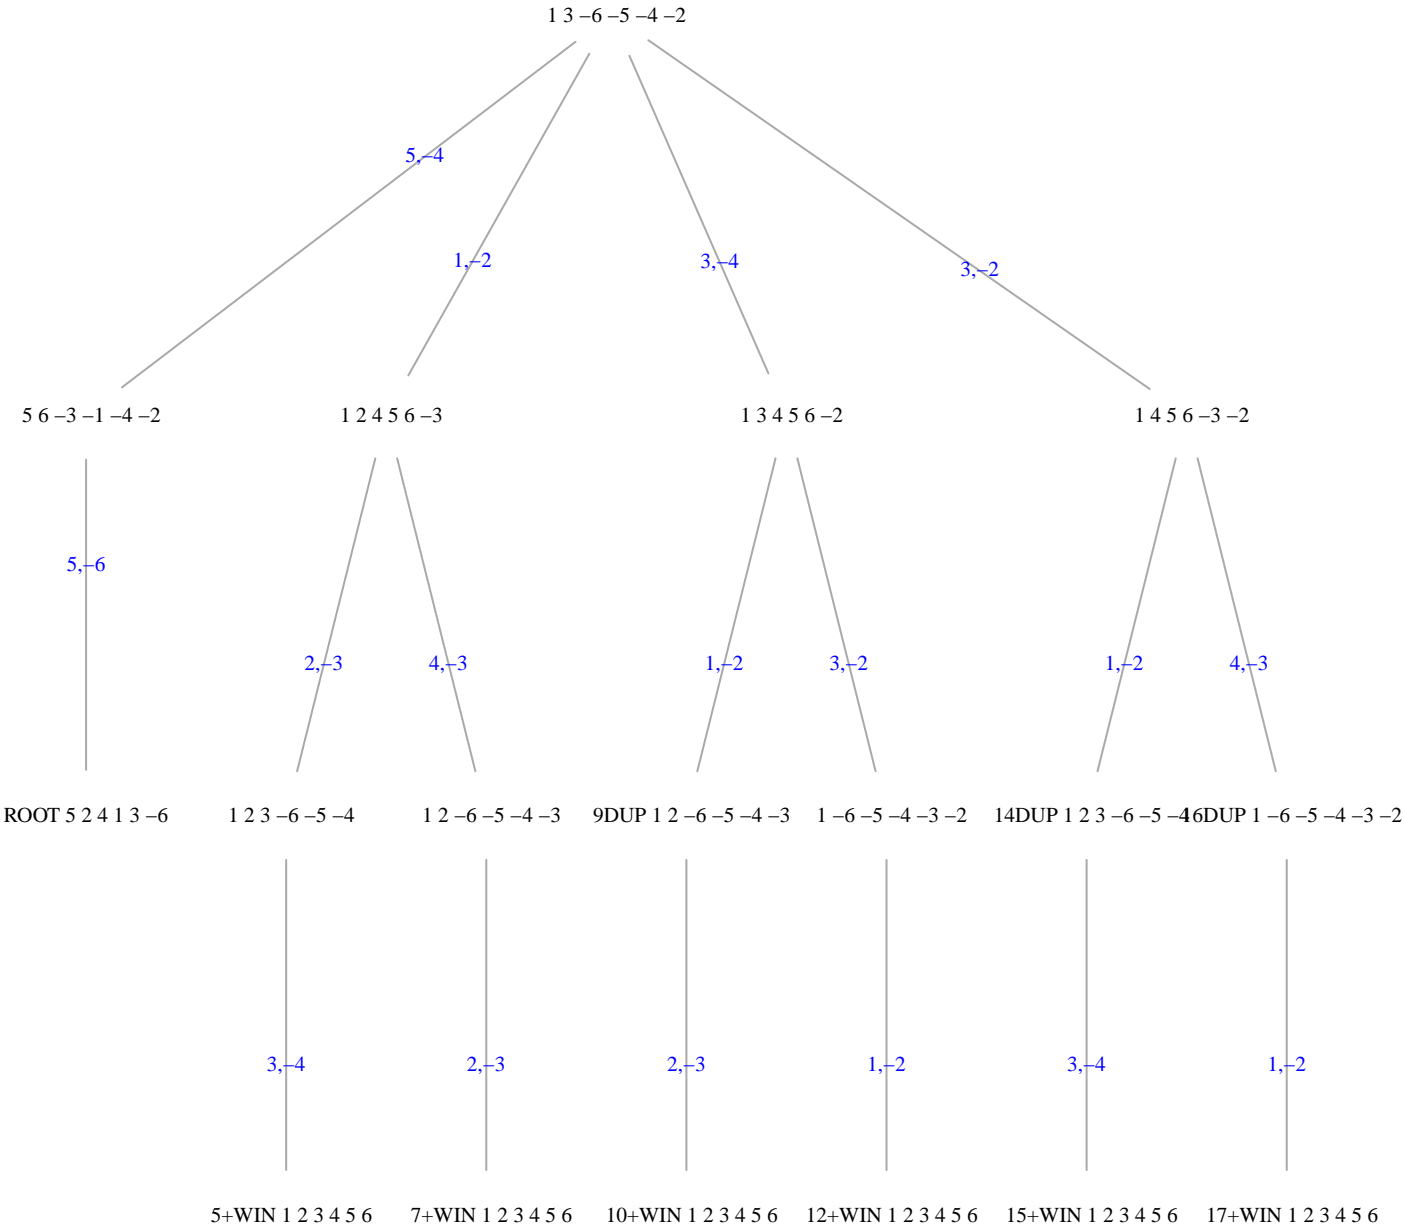 1 3 –6 –5 –4 –2
5,–4
1,–2
3,–4
3,–2
5 6 –3 –1 –4 –2
1 2 4 5 6 –3
1 3 4 5 6 –2
1 4 5 6 –3 –2
5,–6
2,–3
4,–3
1,–2
3,–2
1,–2
4,–3
ROOT 5 2 4 1 3 –6
1 2 3 –6 –5 –4
1 2 –6 –5 –4 –3
9DUP 1 2 –6 –5 –4 –3
1 –6 –5 –4 –3 –2
14DUP 1 2 3 –6 –5 –4
16DUP 1 –6 –5 –4 –3 –2
3,–4
2,–3
2,–3
1,–2
3,–4
1,–2
5+WIN 1 2 3 4 5 6
7+WIN 1 2 3 4 5 6
10+WIN 1 2 3 4 5 6
12+WIN 1 2 3 4 5 6
15+WIN 1 2 3 4 5 6
17+WIN 1 2 3 4 5 6